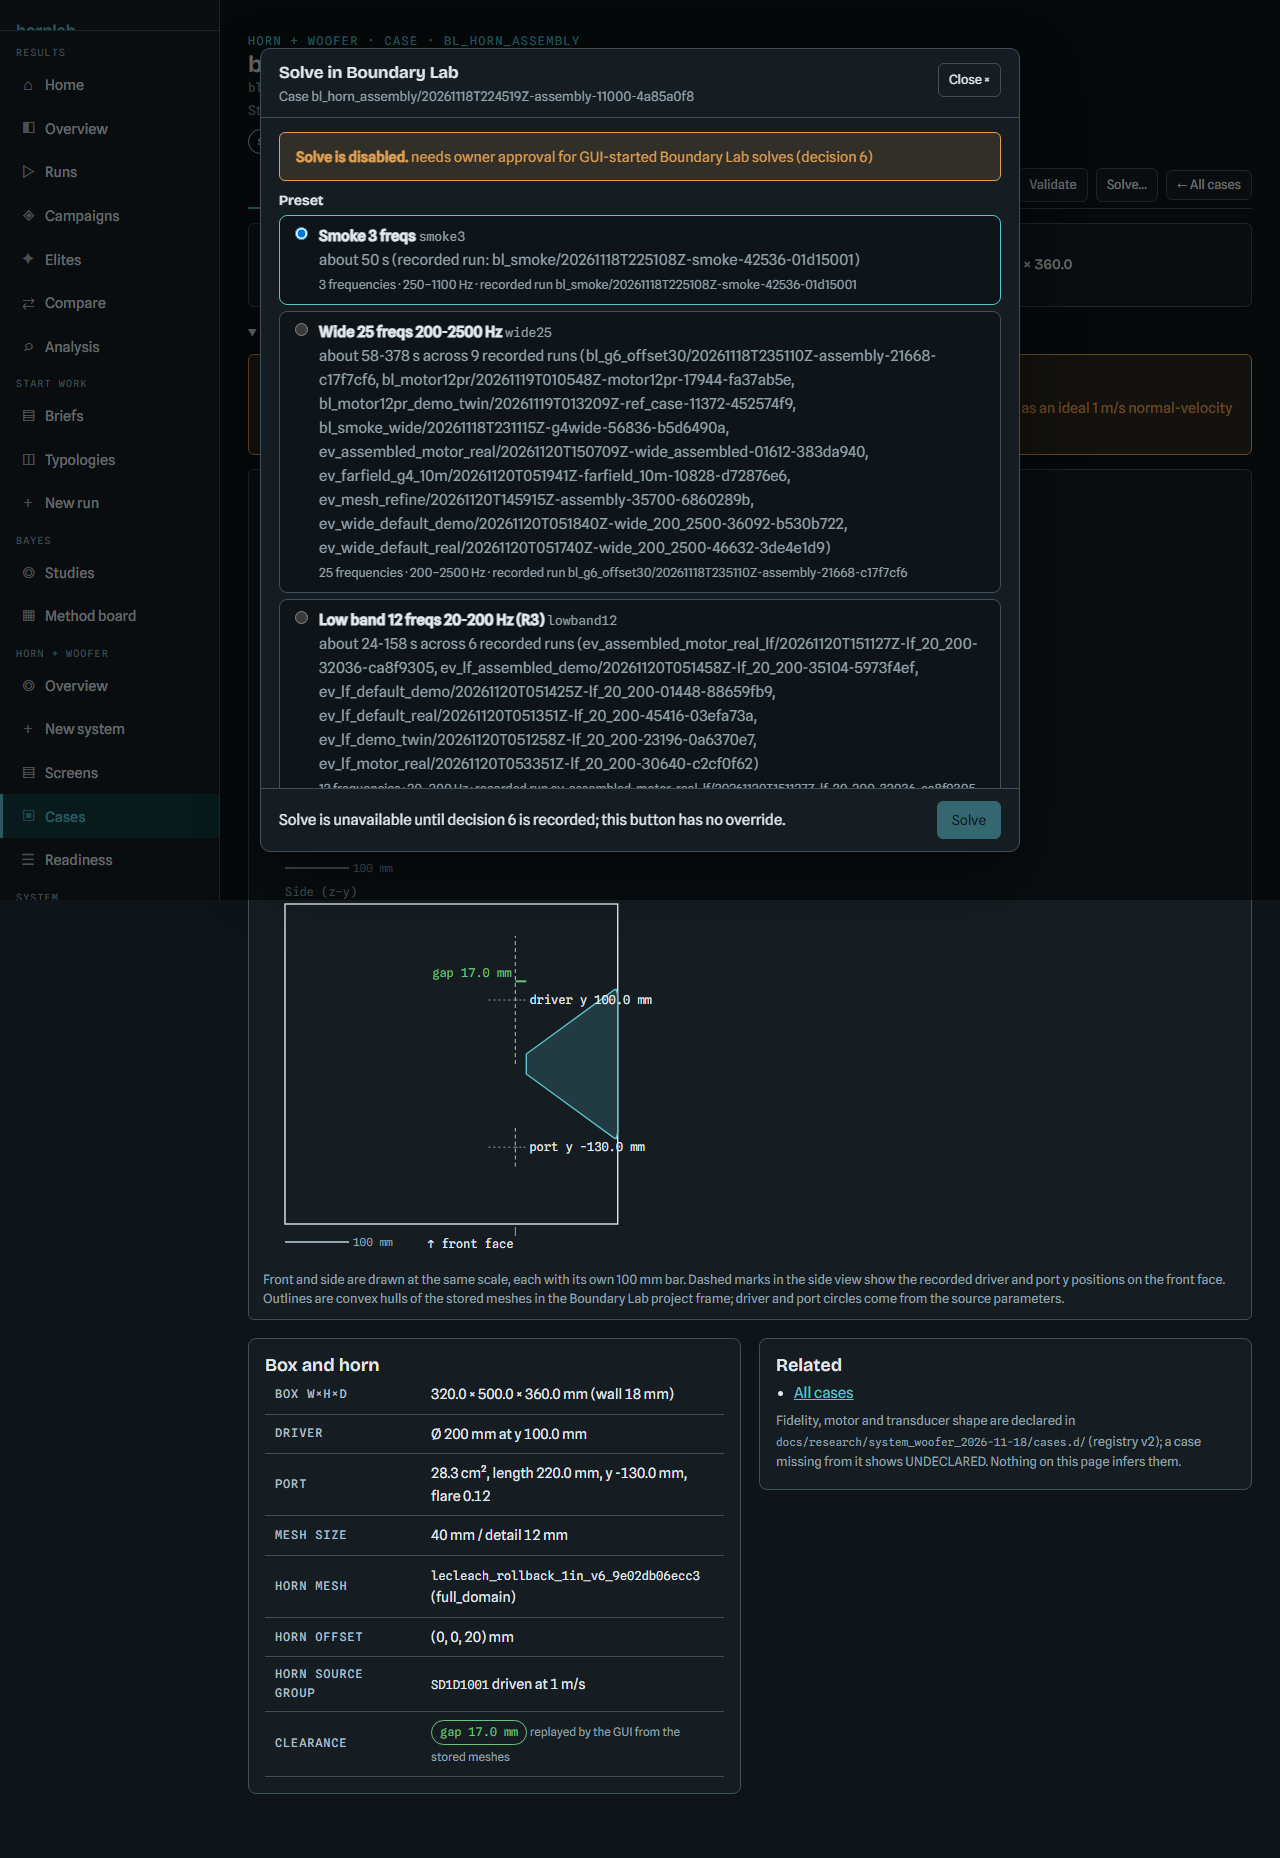 hornlab
RESULTS
Home
Overview
Runs
Campaigns
Elites
Compare
Analysis
START WORK
Briefs
Typologies
New run
BAYES
Studies
Method board
HORN + WOOFER
Overview
New system
Screens
Cases
Readiness
SYSTEM
HORN + WOOFER · CASE · BL_HORN_ASSEMBLY
Validate
Solve...
← All cases
× 360.0
as an ideal 1 m/s normal-velocity
Solve in Boundary Lab
Case bl_horn_assembly/20261118T224519Z-assembly-11000-4a85a0f8
Close ×
Solve is disabled. needs owner approval for GUI-started Boundary Lab solves (decision 6)
Preset
Smoke 3 freqs smoke3
about 50 s (recorded run: bl_smoke/20261118T225108Z-smoke-42536-01d15001)
3 frequencies · 250–1100 Hz · recorded run bl_smoke/20261118T225108Z-smoke-42536-01d15001
Wide 25 freqs 200-2500 Hz wide25
about 58-378 s across 9 recorded runs (bl_g6_offset30/20261118T235110Z-assembly-21668-
c17f7cf6, bl_motor12pr/20261119T010548Z-motor12pr-17944-fa37ab5e,
bl_motor12pr_demo_twin/20261119T013209Z-ref_case-11372-452574f9,
bl_smoke_wide/20261118T231115Z-g4wide-56836-b5d6490a,
ev_assembled_motor_real/20261120T150709Z-wide_assembled-01612-383da940,
ev_farfield_g4_10m/20261120T051941Z-farfield_10m-10828-d72876e6,
ev_mesh_refine/20261120T145915Z-assembly-35700-6860289b,
ev_wide_default_demo/20261120T051840Z-wide_200_2500-36092-b530b722,
ev_wide_default_real/20261120T051740Z-wide_200_2500-46632-3de4e1d9)
25 frequencies · 200–2500 Hz · recorded run bl_g6_offset30/20261118T235110Z-assembly-21668-c17f7cf6
Low band 12 freqs 20-200 Hz (R3) lowband12
about 24-158 s across 6 recorded runs (ev_assembled_motor_real_lf/20261120T151127Z-lf_20_200-
32036-ca8f9305, ev_lf_assembled_demo/20261120T051458Z-lf_20_200-35104-5973f4ef,
ev_lf_default_demo/20261120T051425Z-lf_20_200-01448-88659fb9,
ev_lf_default_real/20261120T051351Z-lf_20_200-45416-03efa73a,
ev_lf_demo_twin/20261120T051258Z-lf_20_200-23196-0a6370e7,
ev_lf_motor_real/20261120T053351Z-lf_20_200-30640-c2cf0f62)
12 frequencies · 20–200 Hz · recorded run ev_assembled_motor_real_lf/20261120T151127Z-lf_20_200-32036-ca8f9305
Solve is unavailable until decision 6 is recorded; this button has no override.
Solve
100 mm
Side (z-y)
gap 17.0 mm
driver y 100.0 mm
port y -130.0 mm
100 mm
↑ front face
Front and side are drawn at the same scale, each with its own 100 mm bar. Dashed marks in the side view show the recorded driver and port y positions on the front face.
Outlines are convex hulls of the stored meshes in the Boundary Lab project frame; driver and port circles come from the source parameters.
Box and horn
BOX W×H×D
320.0 × 500.0 × 360.0 mm (wall 18 mm)
DRIVER
Ø 200 mm at y 100.0 mm
PORT
28.3 cm², length 220.0 mm, y -130.0 mm,
flare 0.12
MESH SIZE
40 mm / detail 12 mm
HORN MESH
lecleach_rollback_1in_v6_9e02db06ecc3
(full_domain)
HORN OFFSET
(0, 0, 20) mm
HORN SOURCE
GROUP
SD1D1001 driven at 1 m/s
CLEARANCE
gap 17.0 mm replayed by the GUI from the
stored meshes
Related
All cases
Fidelity, motor and transducer shape are declared in
docs/research/system_woofer_2026-11-18/cases.d/ (registry v2); a case
missing from it shows UNDECLARED. Nothing on this page infers them.